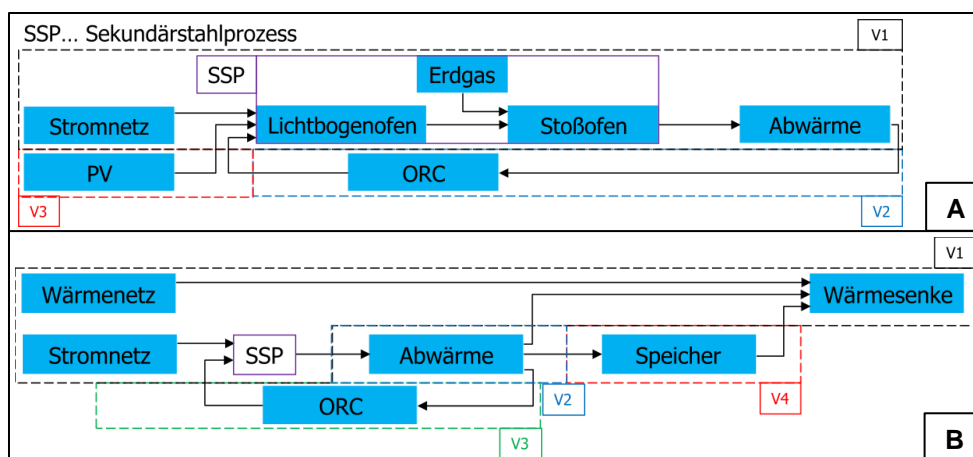 SSP... Sekundärstahlprozess
V1
SSP
Erdgas
Stromnetz
Lichtbogenofen
Stoßofen
Abwärme
PV
ORC
V3
V2
A
V1
Wärmenetz
Wärmesenke
Stromnetz
SSP
Abwärme
Speicher
ORC
V2
V4
V3
B